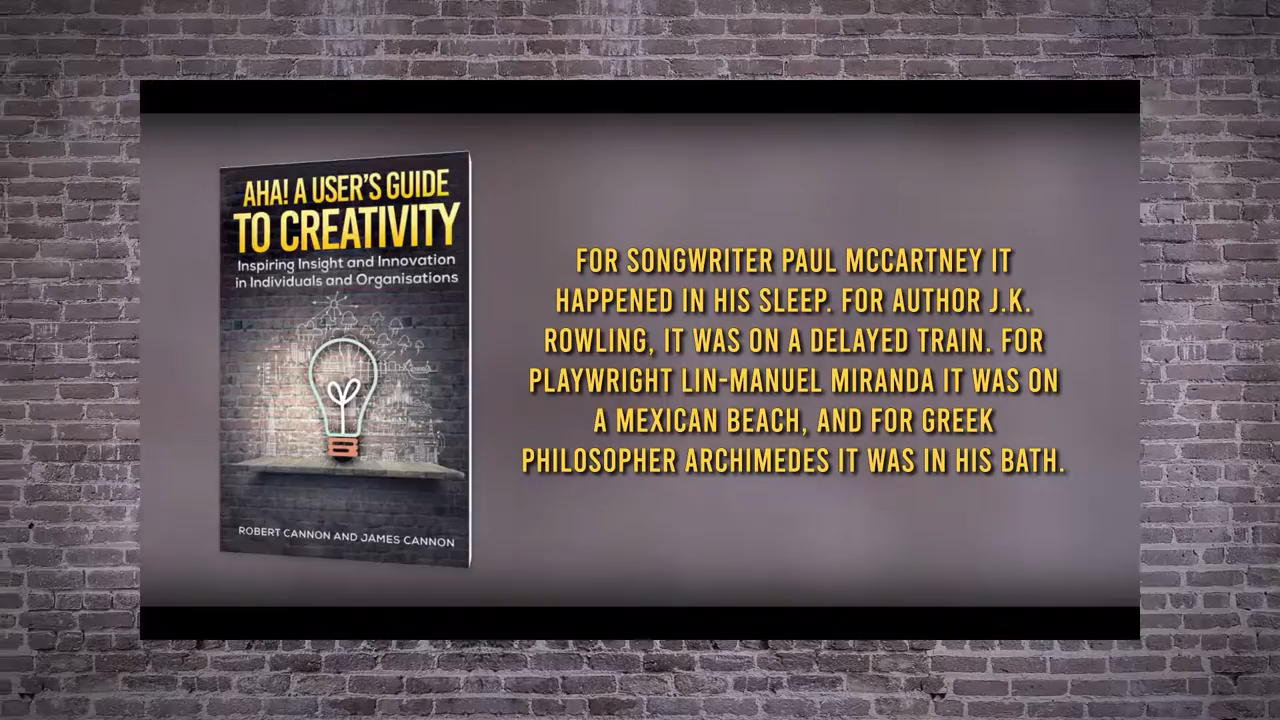 AHA! A USER'S GUIDE
TO CREATIVITY
Inspiring Insight and Innovation
in Individuals and Organisations
ROBERT CANNON AND JAMES CANNON
FOR SONGWRITER PAUL MCCARTNEY IT
HAPPENED IN HIS SLEEP. FOR AUTHOR J.K.
ROWLING, IT WAS ON A DELAYED TRAIN. FOR
PLAYWRIGHT LIN-MANUEL MIRANDA IT WAS ON
A MEXICAN BEACH, AND FOR GREEK
PHILOSOPHER ARCHIMEDES IT WAS IN HIS BATH.